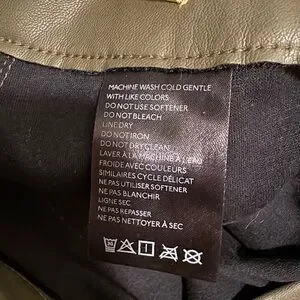 MACHINE WASH COLD GENTLE
WITH LIKE COLORS
DO NOT USE SOFTENER
DO NOT BLEACH
LINE DRY
DO NOT IRON
DO NOT DRY CLEAN
LAVER À LA MACHINE À L'EAU
FROIDE AVEC COULEURS
SIMILAIRES CYCLE DÉLICAT
NE PAS UTILISER SOFTENER
NE PAS BLANCHIR
LIGNE SEC
NE PAS REPASSER
NE PAS NETTOYER À SEC